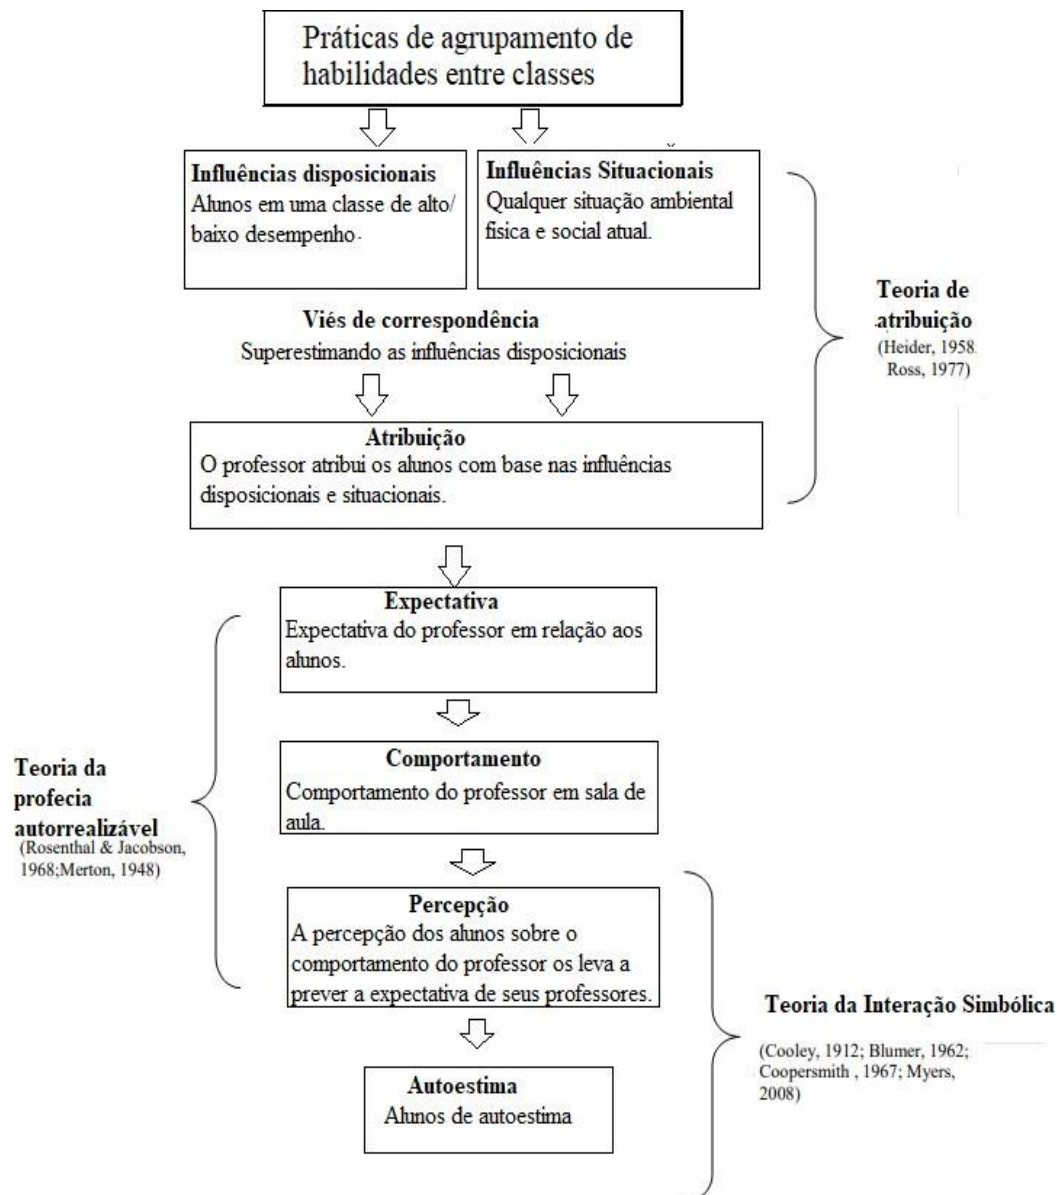 Práticas de agrupamento de
habilidades entre classes
Influências disposicionais
Alunos em uma classe de alto/
baixo desempenho.
Influências Situacionais
Qualquer situação ambiental
física e social atual.
Viés de correspondência
Superestimando as influências disposicionais
Teoria de
atribuição
(Heider, 1958.
Ross, 1977)
Atribuição
O professor atribui os alunos com base nas influências
disposicionais e situacionais.
Expectativa
Expectativa do professor em relação aos
alunos.
Comportamento
Comportamento do professor em sala de
aula.
Teoria da
profecia
autorrealizável
(Rosenthal & Jacobson,
1968;Merton, 1948)
Percepção
A percepção dos alunos sobre o
comportamento do professor os leva a
prever a expectativa de seus professores.
Teoria da Interação Simbólica
(Cooley, 1912; Blumer, 1962;
Coopersmith , 1967; Myers,
2008)
Autoestima
Alunos de autoestima